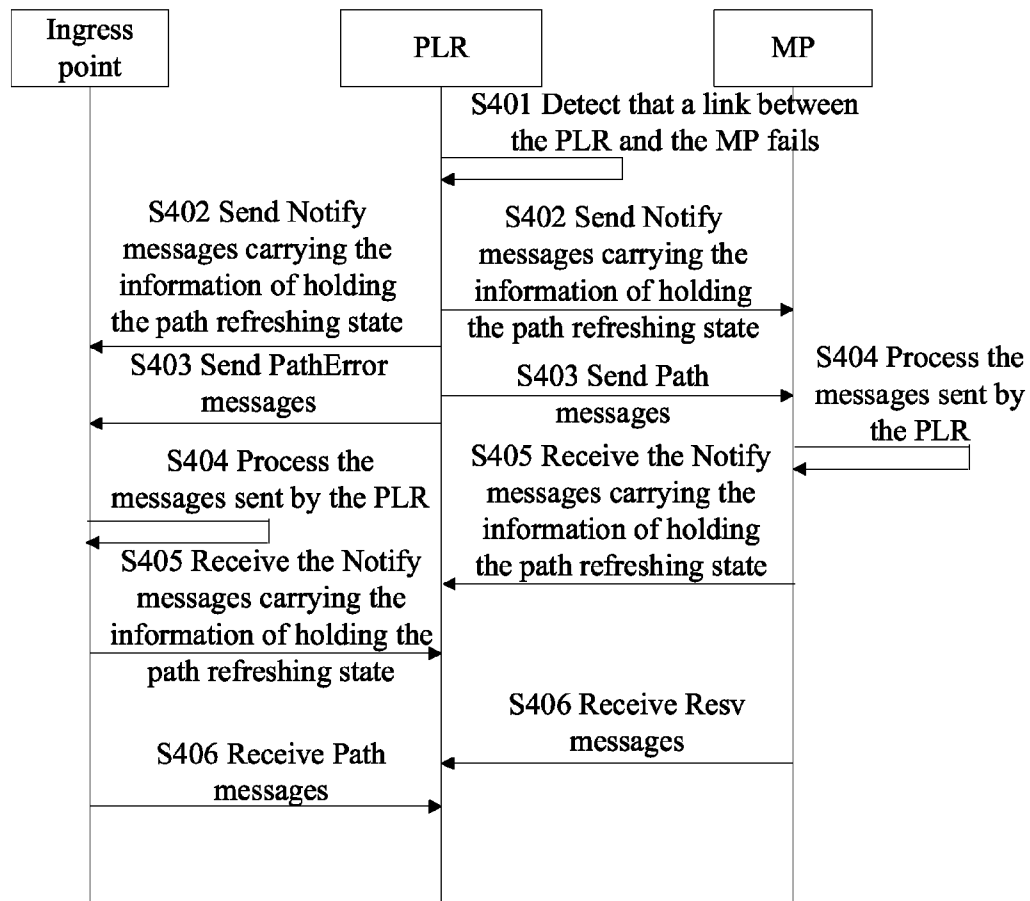 Ingress
point
PLR
MP
S401 Detect that a link between
the PLR and the MP fails
S402 Send Notify
messages carrying the
information of holding
the path refreshing state
S402 Send Notify
messages carrying the
information of holding
the path refreshing state
S403 Send PathError
messages
S403 Send Path
messages
S404 Process the
messages sent by
the PLR
S404 Process the
messages sent by the PLR
S405 Receive the Notify
messages carrying the
information of holding
the path refreshing state
S405 Receive the Notify
messages carrying the
information of holding the
path refreshing state
S406 Receive Resv
messages
S406 Receive Path
messages